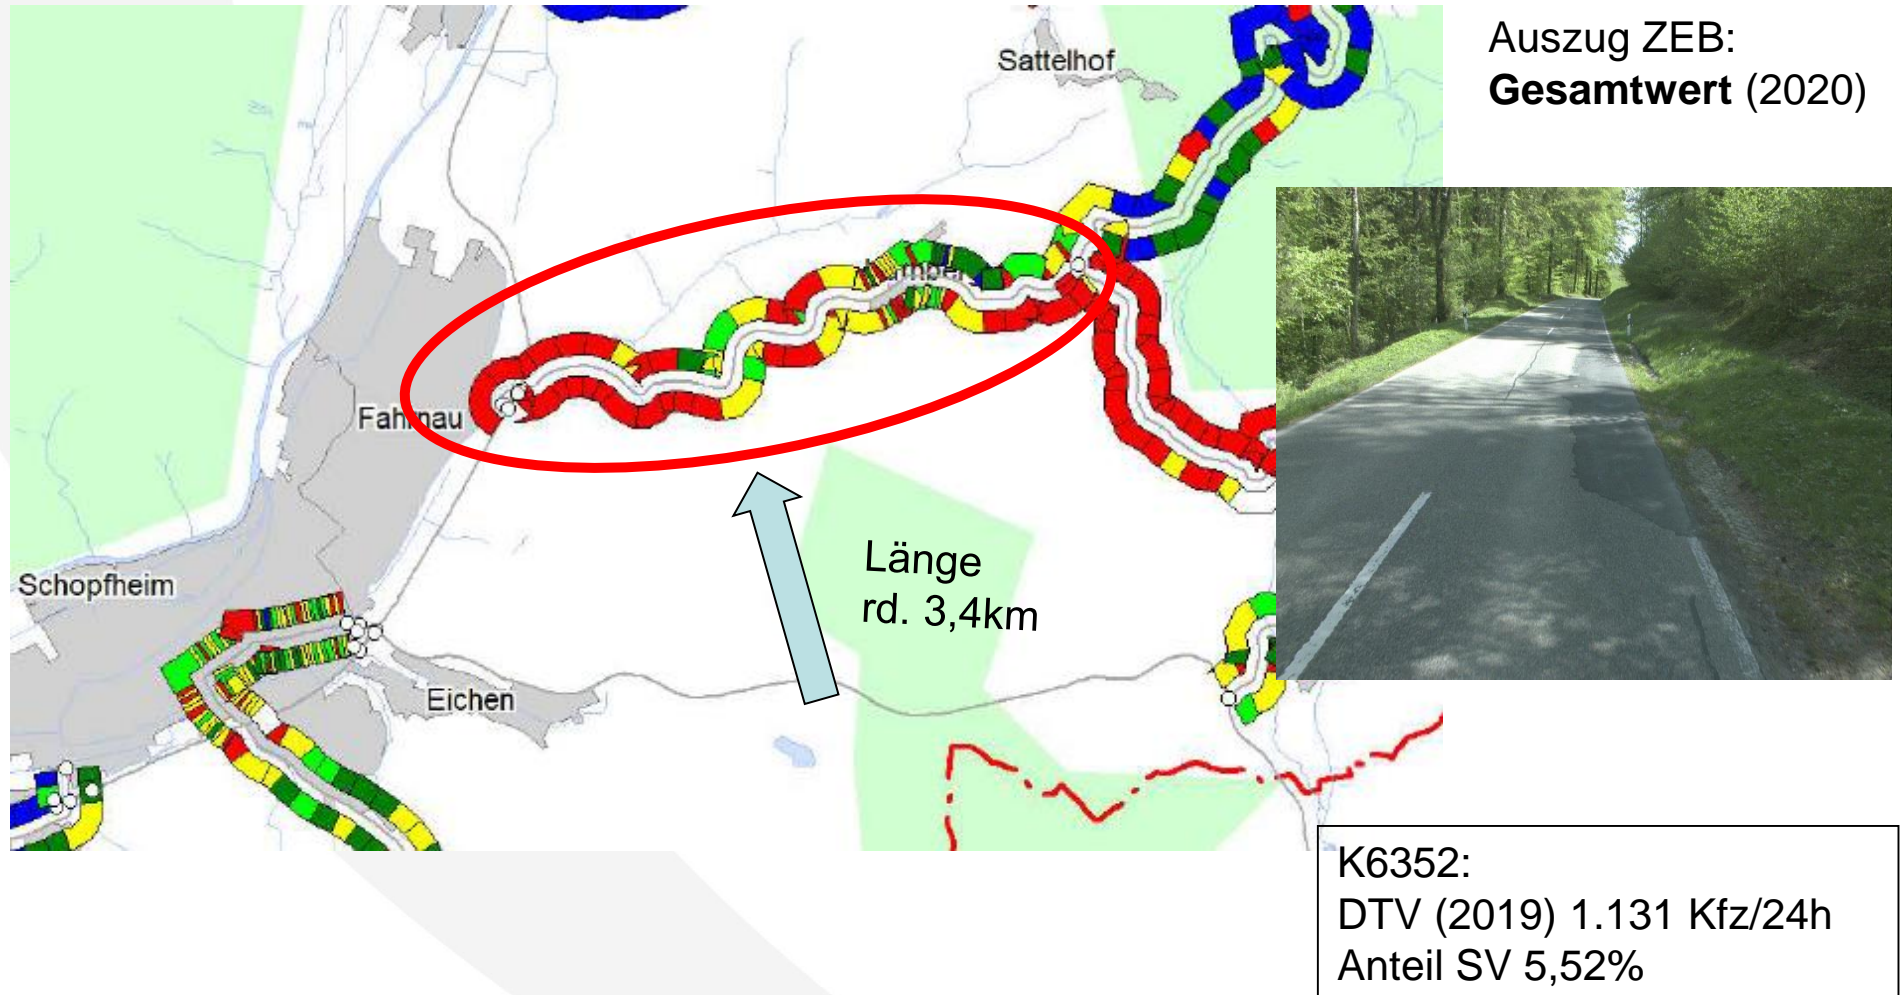 Auszug ZEB:
Gesamtwert (2020)
Sattelhof
Fahrnau
Länge
rd. 3,4km
Schopfheim
Eichen
K6352:
DTV (2019) 1.131 Kfz/24h
Anteil SV 5,52%